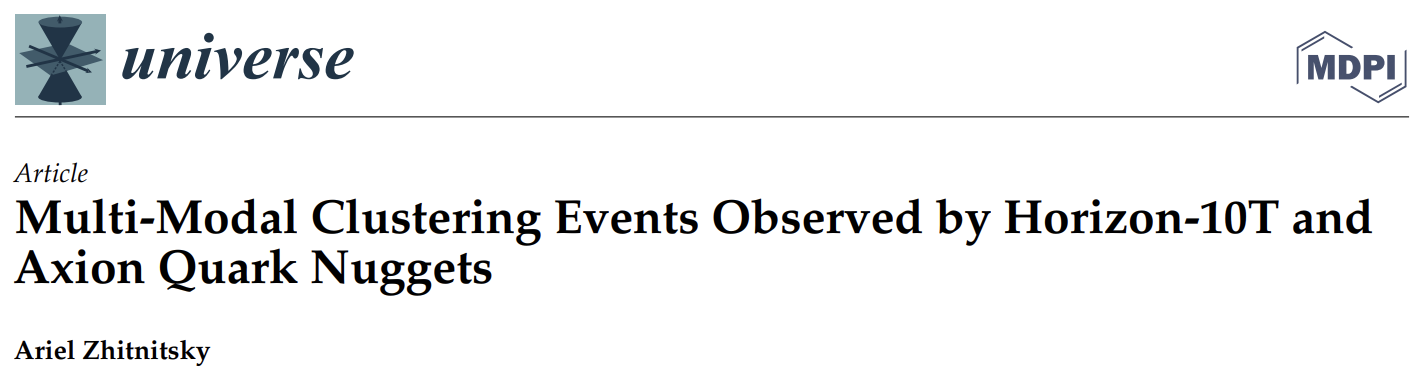 universe
MDPI
Article
Multi-Modal Clustering Events Observed by Horizon-10T and
Axion Quark Nuggets
Ariel Zhitnitsky